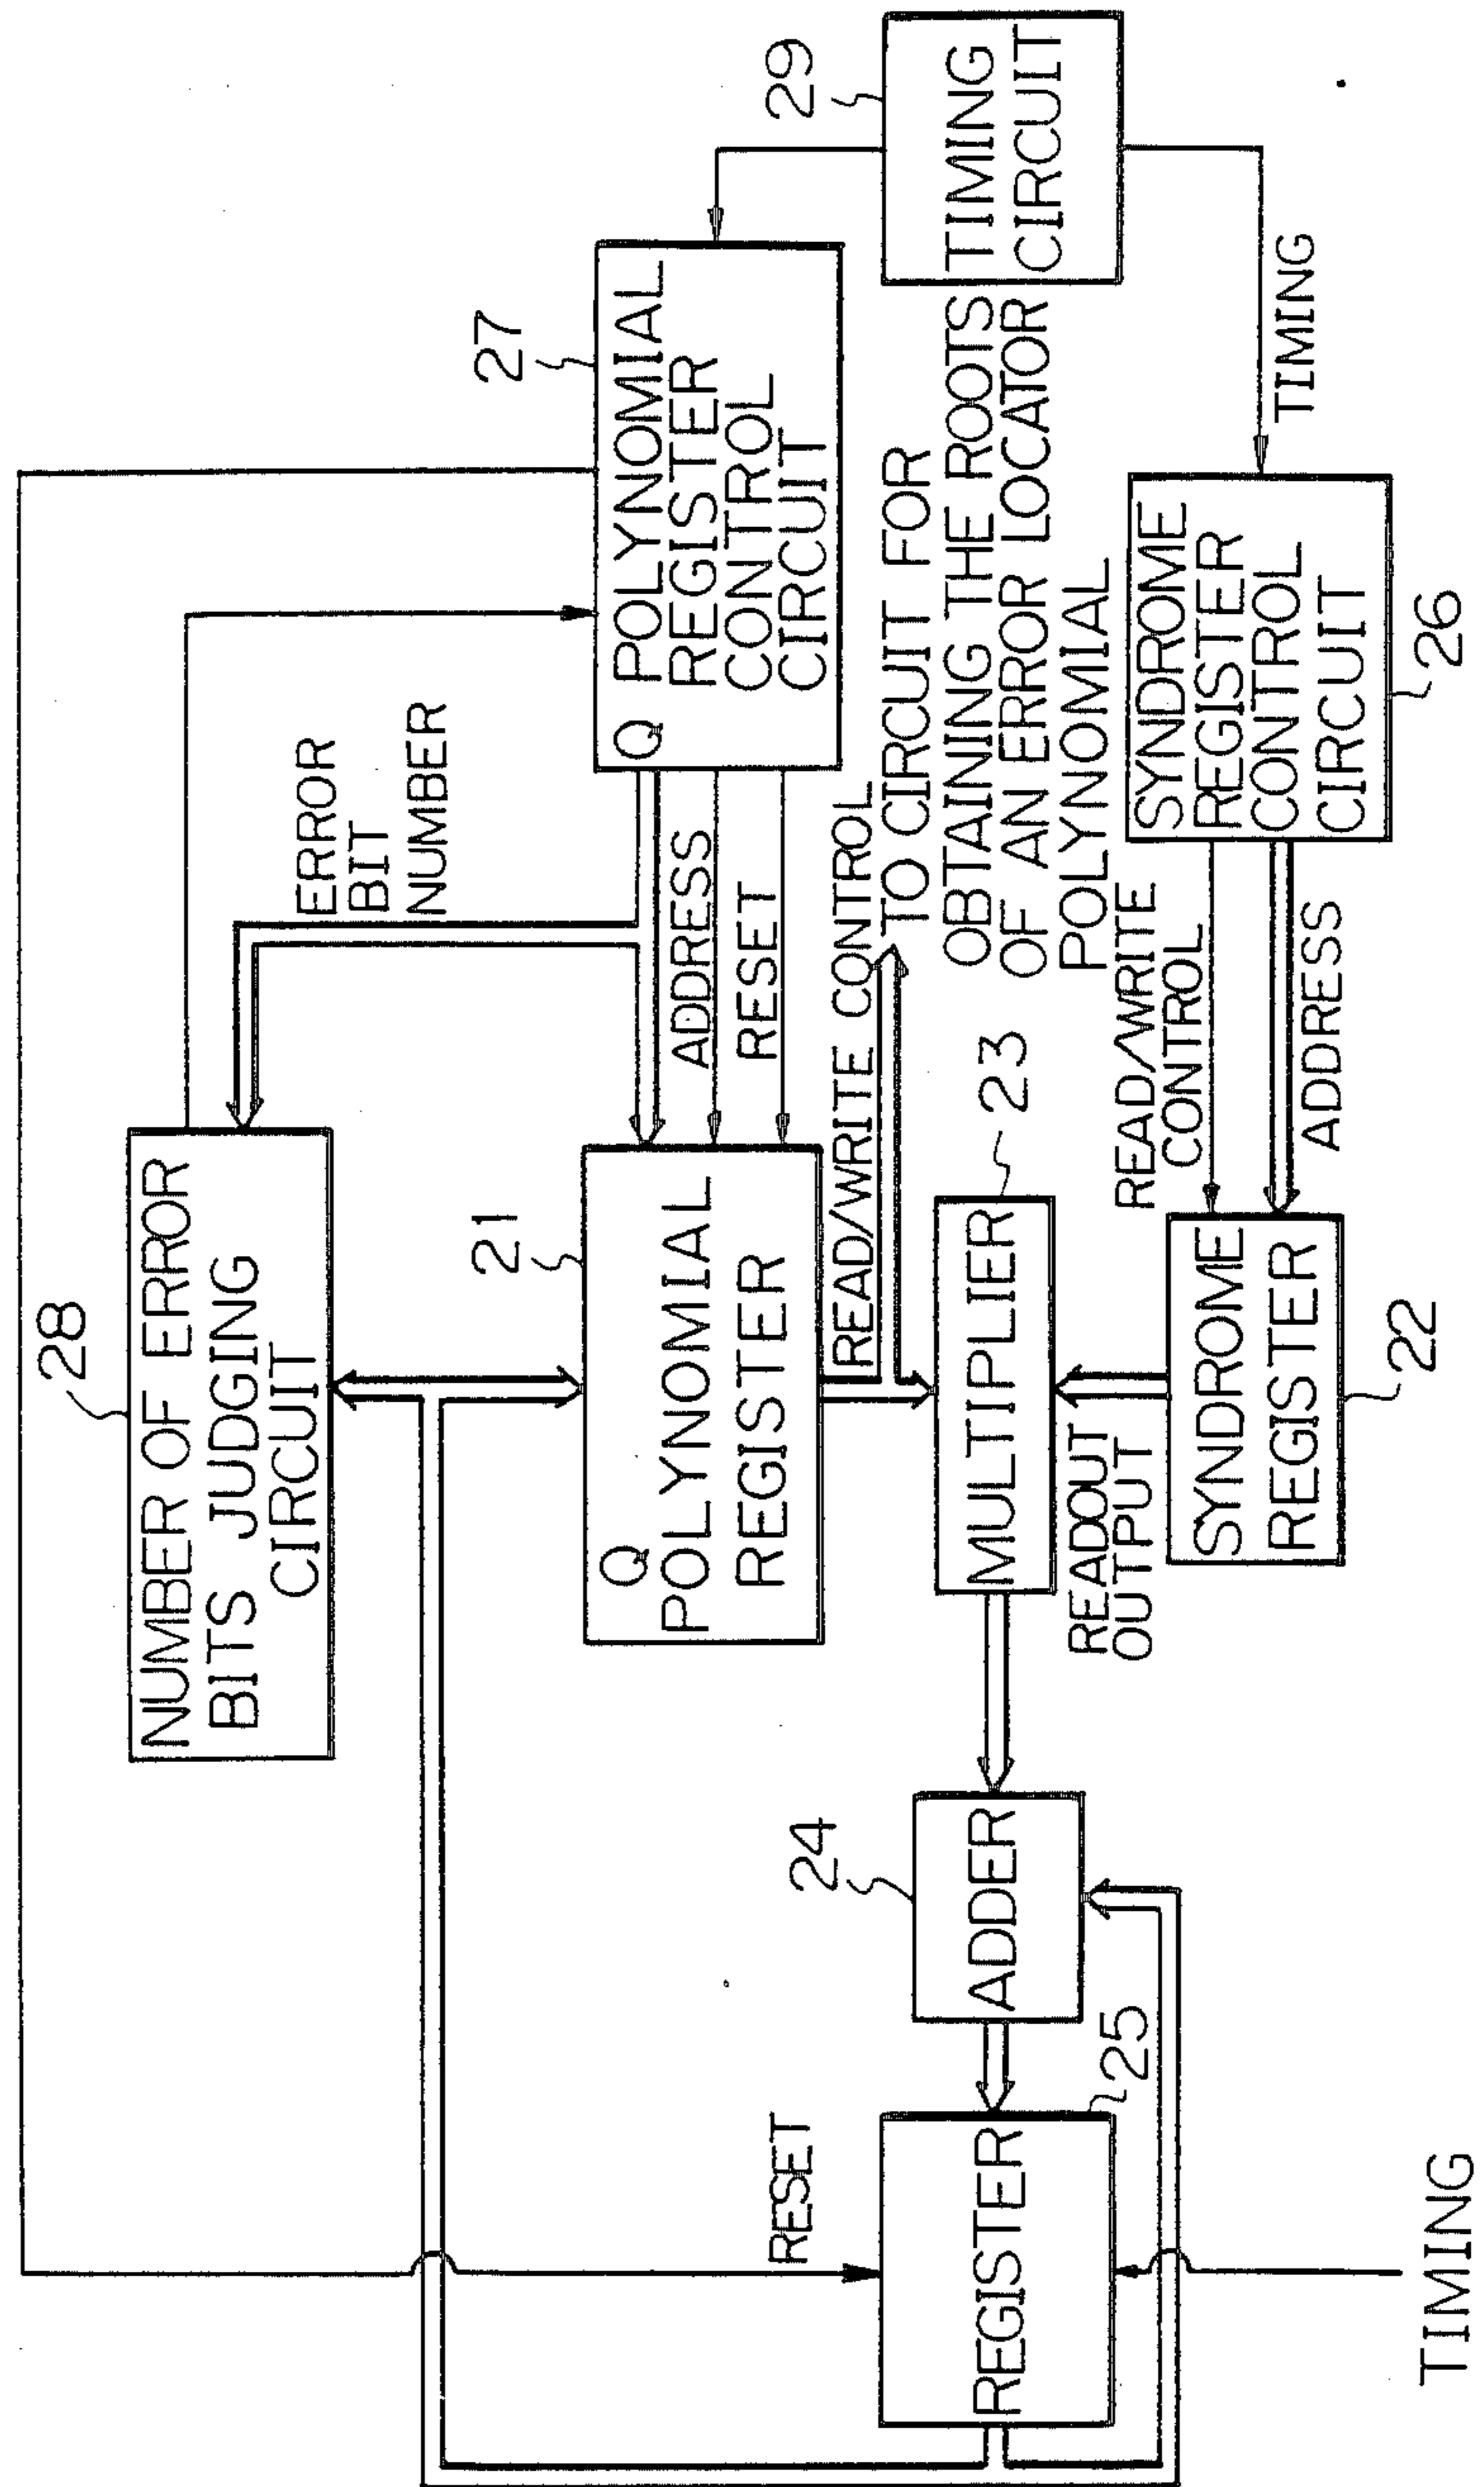 28
NUMBER OF ERROR
BITS JUDGING
CIRCUIT
ERROR
BIT
NUMBER
27
Q POLYNOMIAL
REGISTER
CONTROL
CIRCUIT
29
TIMING
CIRCUIT
21
Q
POLYNOMIAL
REGISTER
ADDRESS
RESET
READ/WRITE CONTROL
TO CIRCUIT FOR
OBTAINING THE ROOTS
OF AN ERROR LOCATOR
POLYNOMIAL
RESET
REGISTER
25
24
ADDER
MULTIPLIER
23
READOUT
OUTPUT
SYNDROME
REGISTER
22
READ/WRITE
CONTROL
ADDRESS
SYNDROME
REGISTER
CONTROL
CIRCUIT
26
TIMING
TIMING